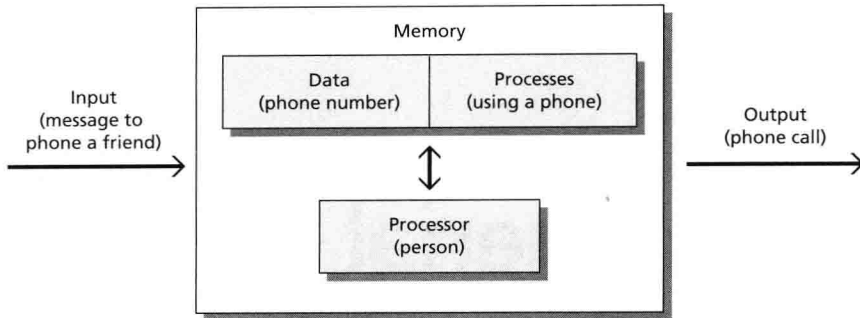 Memory
Data
(phone number)
Processes
(using a phone)
Input
(message to
phone a friend)
Output
(phone call)
Processor
(person)